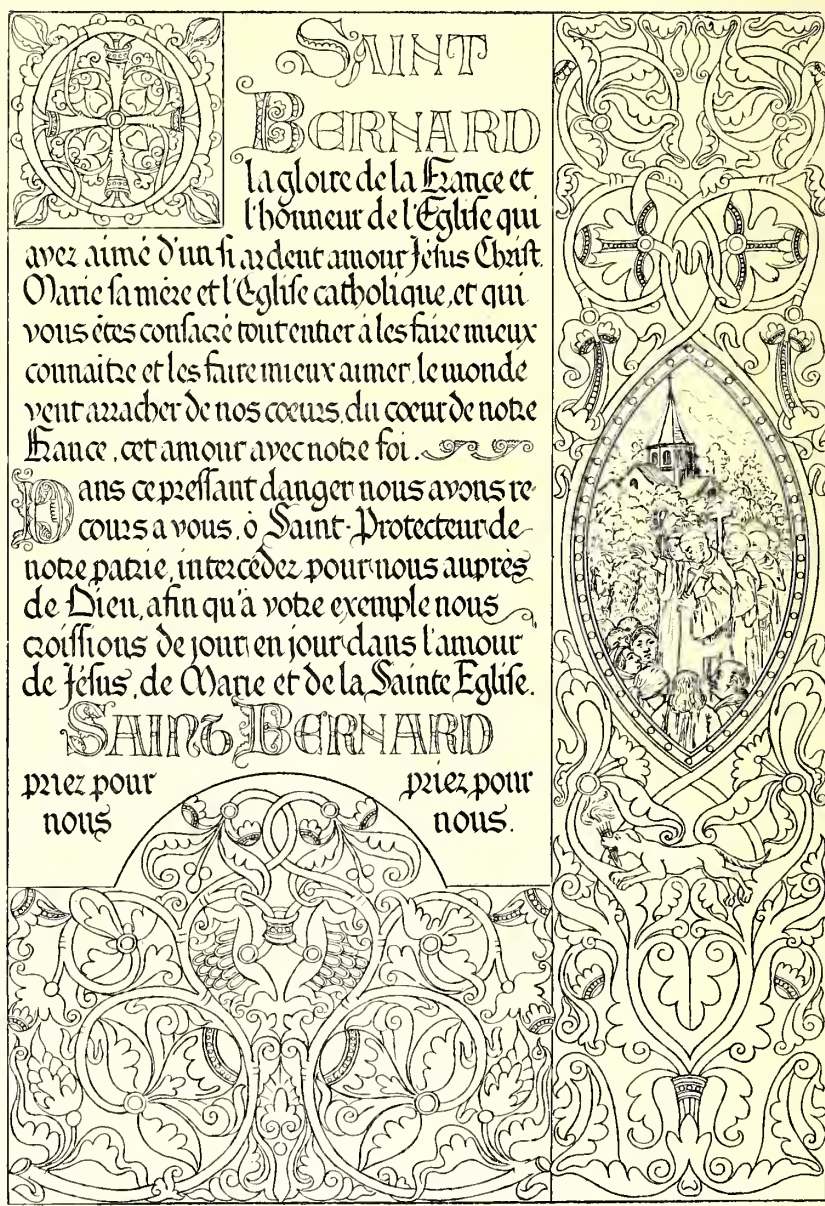 O SAINT
BERNARD
la gloire de la France et
l'honneur de l'Egliſe qui
avez aimé d'un ſi ardent amour Jéſus Chriſt.
Marie ſa mère et l'Egliſe catholique, et qui
vous êtes conſacré tout entier à les faire mieux
connaitre et les faire mieux aimer, le monde
veut arracher de nos cœurs, du cœur de notre
France, cet amour avec notre foi.
Dans ce preſſant danger nous avons re-
cours a vous, ô Saint-Protecteur de
notre patrie, intercédez pour nous auprès
de Dieu, afin qu'à votre exemple nous
croiſſions de jour en jour dans l'amour
de Jéſus, de Marie et de la Sainte Egliſe.
SAINT BERNARD
priez pour priez pour
nous nous.